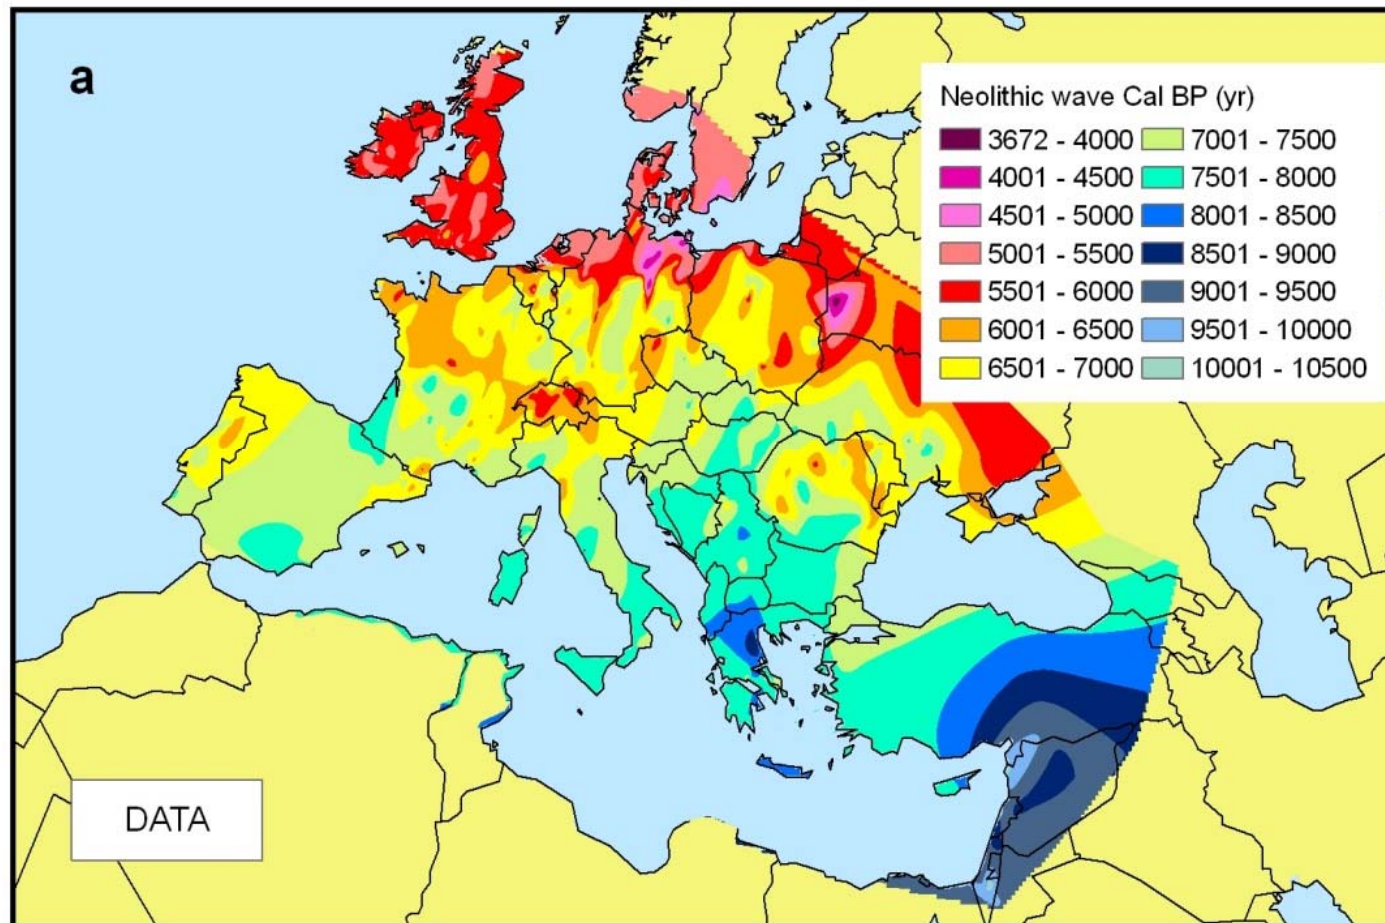 a
Neolithic wave Cal BP (yr)
3672 - 4000 7001 - 7500
4001 - 4500 7501 - 8000
4501 - 5000 8001 - 8500
5001 - 5500 8501 - 9000
5501 - 6000 9001 - 9500
6001 - 6500 9501 - 10000
6501 - 7000 10001 - 10500
DATA